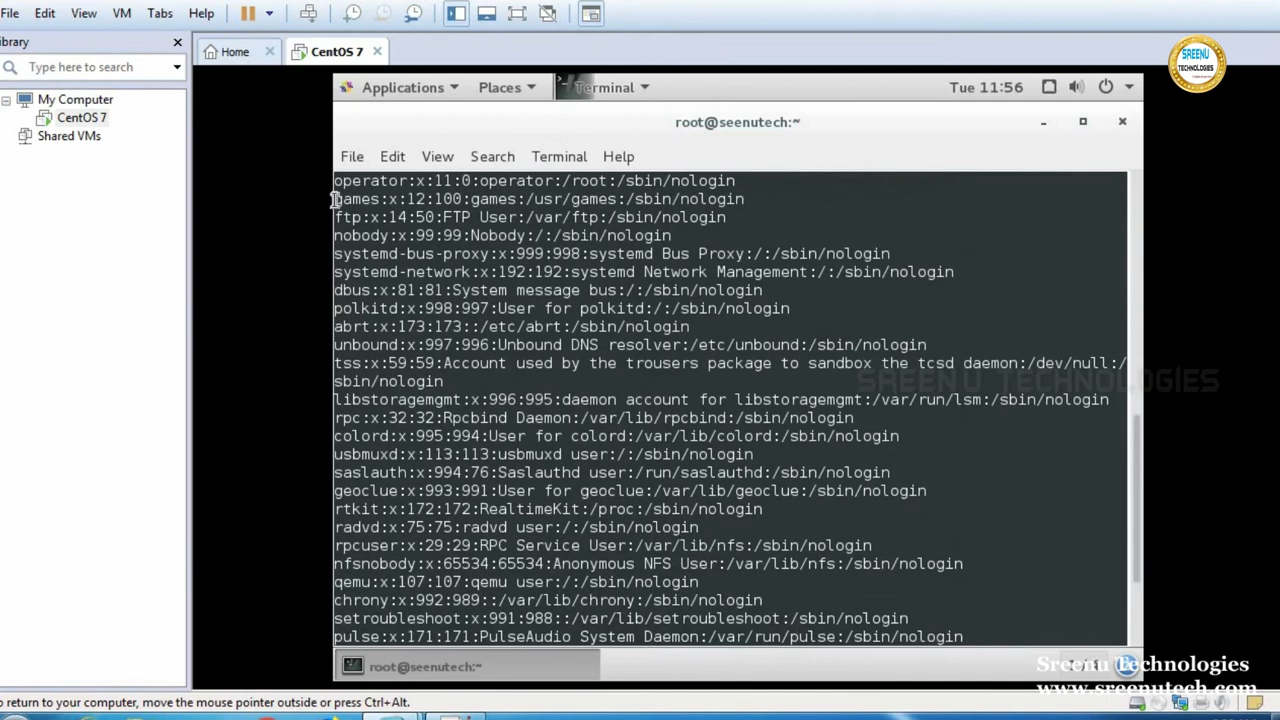 File Edit View VM Tabs Help
ibrary
Home
CentOS 7
Type here to search
My Computer
CentOS 7
Shared VMs
SREENU
TECHNOLOGIES
Applications Places Terminal Tue 11:56
root@seenutech:~
File Edit View Search Terminal Help
operator:x:11:0:operator:/root:/sbin/nologin
games:x:12:100:games:/usr/games:/sbin/nologin
ftp:x:14:50:FTP User:/var/ftp:/sbin/nologin
nobody:x:99:99:Nobody:/:/sbin/nologin
systemd-bus-proxy:x:999:998:systemd Bus Proxy:/:/sbin/nologin
systemd-network:x:192:192:systemd Network Management:/:/sbin/nologin
dbus:x:81:81:System message bus:/:/sbin/nologin
polkitd:x:998:997:User for polkitd:/:/sbin/nologin
abrt:x:173:173::/etc/abrt:/sbin/nologin
unbound:x:997:996:Unbound DNS resolver:/etc/unbound:/sbin/nologin
tss:x:59:59:Account used by the trousers package to sandbox the tcsd daemon:/dev/null:/
sbin/nologin
SREENU TECHNOLOGIES
libstoragemgmt:x:996:995:daemon account for libstoragemgmt:/var/run/lsm:/sbin/nologin
rpc:x:32:32:Rpcbind Daemon:/var/lib/rpcbind:/sbin/nologin
colord:x:995:994:User for colord:/var/lib/colord:/sbin/nologin
usbmuxd:x:113:113:usbmuxd user:/:/sbin/nologin
saslauth:x:994:76:Saslauthd user:/run/saslauthd:/sbin/nologin
geoclue:x:993:991:User for geoclue:/var/lib/geoclue:/sbin/nologin
rtkit:x:172:172:RealtimeKit:/proc:/sbin/nologin
radvd:x:75:75:radvd user:/:/sbin/nologin
rpcuser:x:29:29:RPC Service User:/var/lib/nfs:/sbin/nologin
nfsnobody:x:65534:65534:Anonymous NFS User:/var/lib/nfs:/sbin/nologin
qemu:x:107:107:qemu user:/:/sbin/nologin
chrony:x:992:989::/var/lib/chrony:/sbin/nologin
setroubleshoot:x:991:988::/var/lib/setroubleshoot:/sbin/nologin
pulse:x:171:171:PulseAudio System Daemon:/var/run/pulse:/sbin/nologin
root@seenutech:~
Sreenu Technologies
www.sreenutech.com
o return to your computer, move the mouse pointer outside or press Ctrl+Alt.